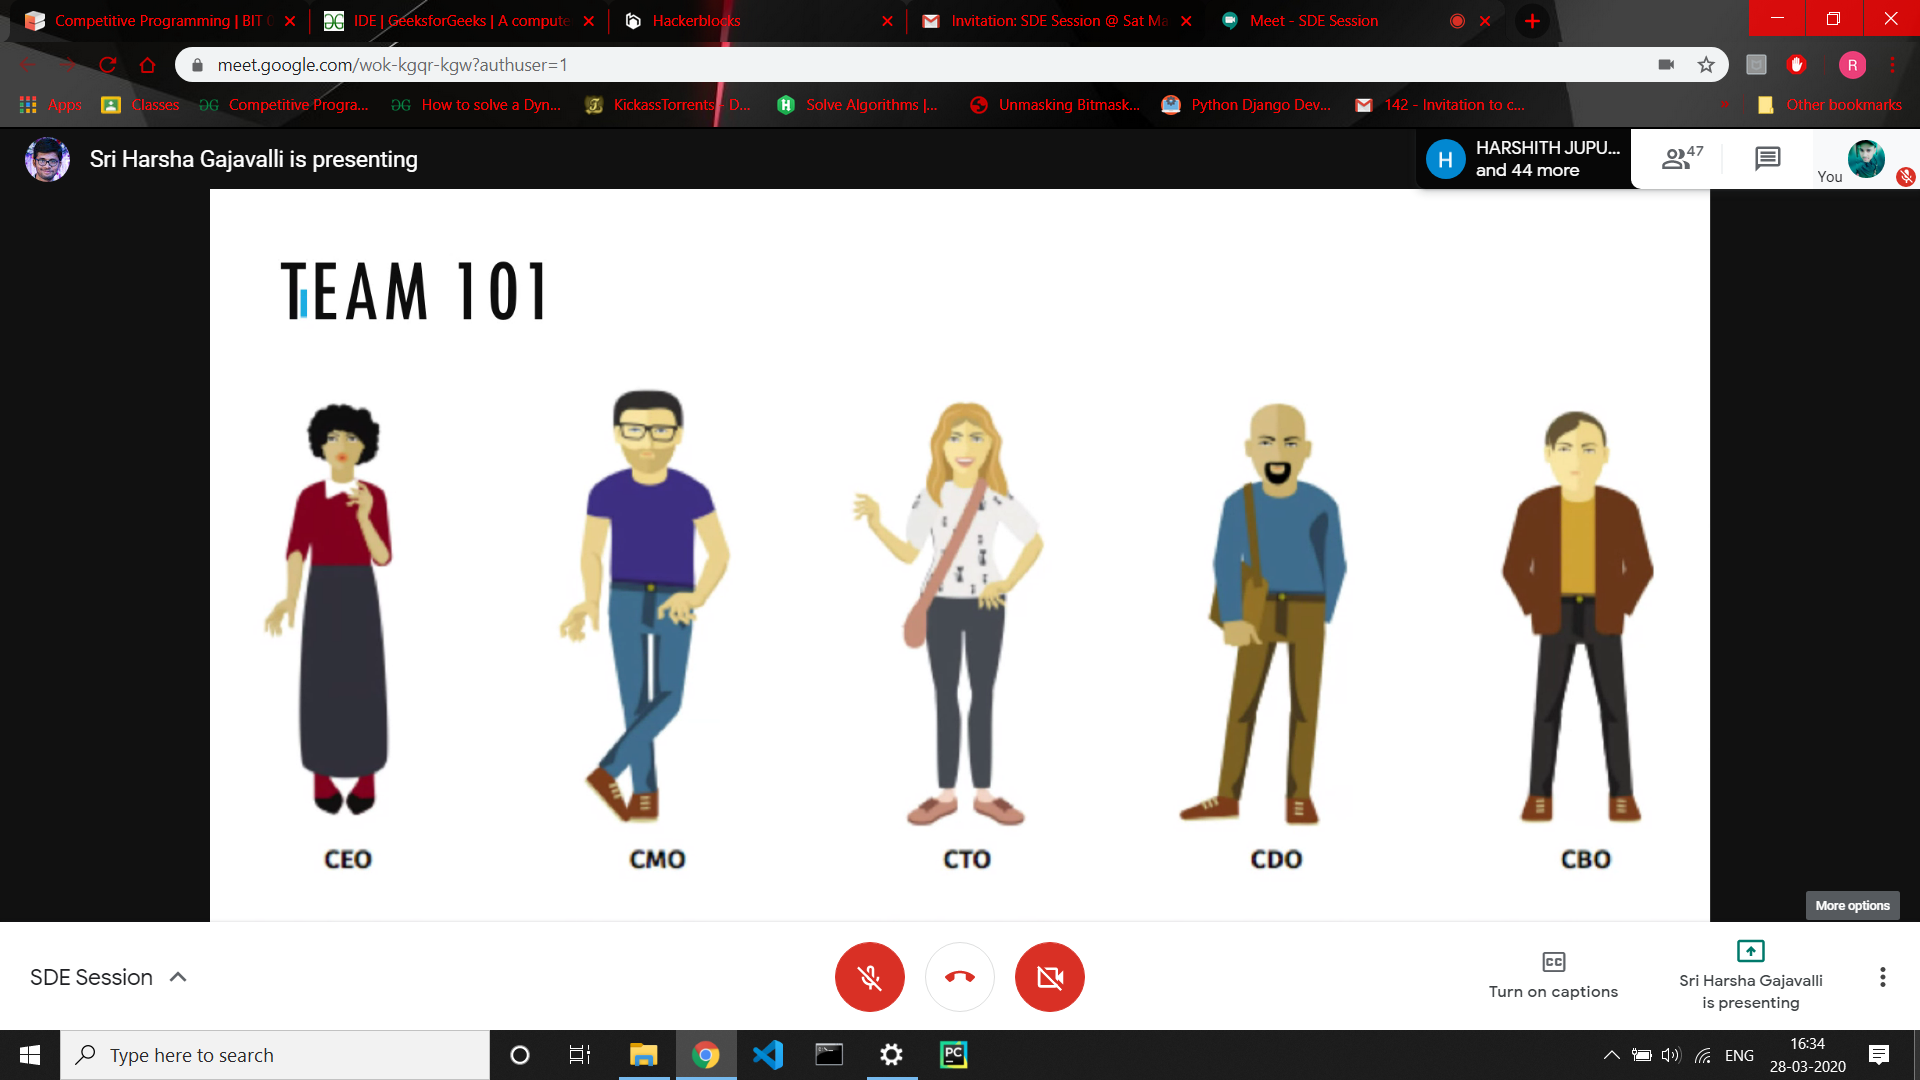 Competitive Programming | BIT
IDE | GeeksforGeeks | A compute
Hackerblocks
Invitation: SDE Session @ Sat Ma
Meet - SDE Session
meet.google.com/wok-kgqr-kgw?authuser=1
R
Apps
Classes
Competitive Progra...
How to solve a Dyn...
KickassTorrents - D...
Solve Algorithms |...
Unmasking Bitmask...
Python Django Dev...
142 - Invitation to c...
Other bookmarks
Sri Harsha Gajavalli is presenting
H
HARSHITH JUPU...
and 44 more
47
You
TEAM 101
CEO
CMO
CTO
CDO
CBO
More options
SDE Session
CC
Turn on captions
Sri Harsha Gajavalli
is presenting
Type here to search
PC
ENG
16:34
28-03-2020